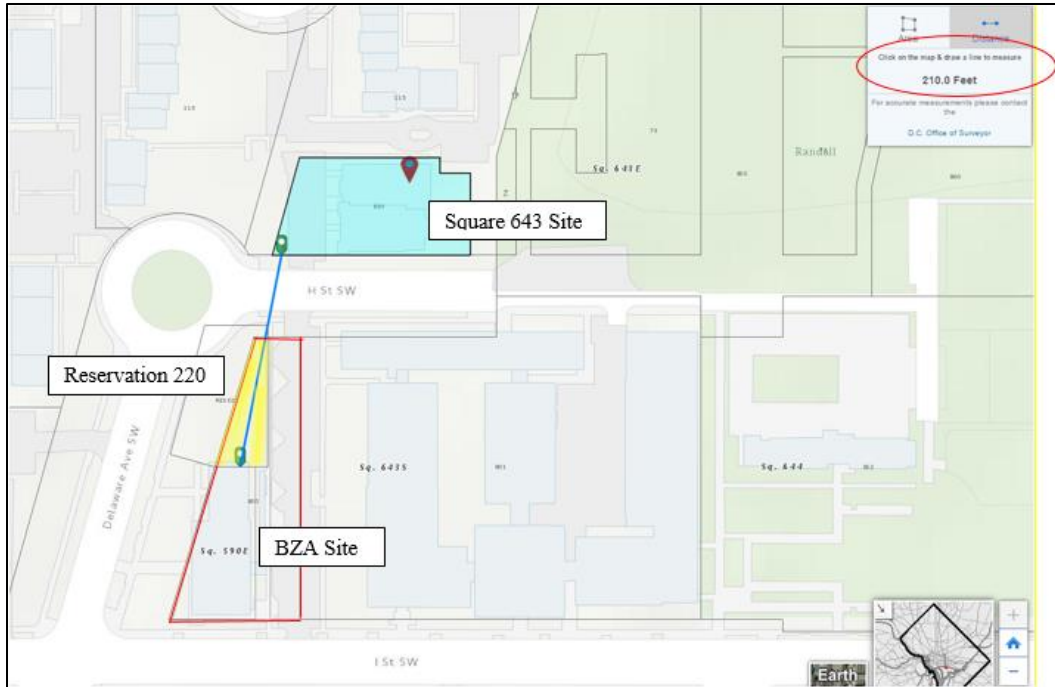 Area
Distance
Click on the map & draw a line to measure
210.0 Feet
For accurate measurements please contact
the
D.C. Office of Surveyor
115
73
Randall
Sq. 641E
Square 643 Site
H St SW
Reservation 220
Delaware Ave SW
Sq. 643S
Sq. 644
Sq. 590E
BZA Site
I St SW
Earth
+
−